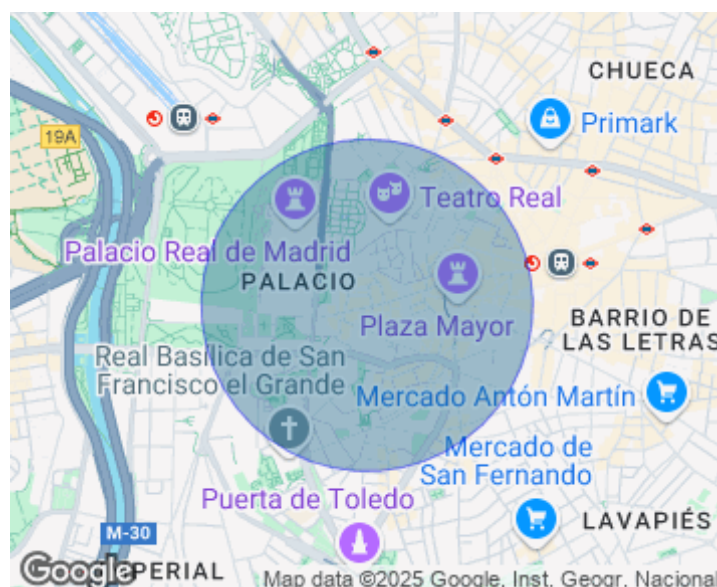 CHUECA
Primark
19A
Teatro Real
Palacio Real de Madrid
PALACIO
Plaza Mayor
BARRIO DE
LAS LETRAS
Real Basílica de San
Francisco el Grande
Mercado Antón Martín
Mercado de
San Fernando
Puerta de Toledo
LAVAPIÉS
M-30
Google
PERIAL
Map data ©2025 Google, Inst. Geogr. Nacional